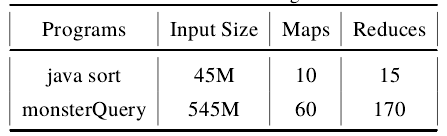 Programs Input Size Maps Reduces
java sort 45M 10 15
monsterQuery 545M 60 170